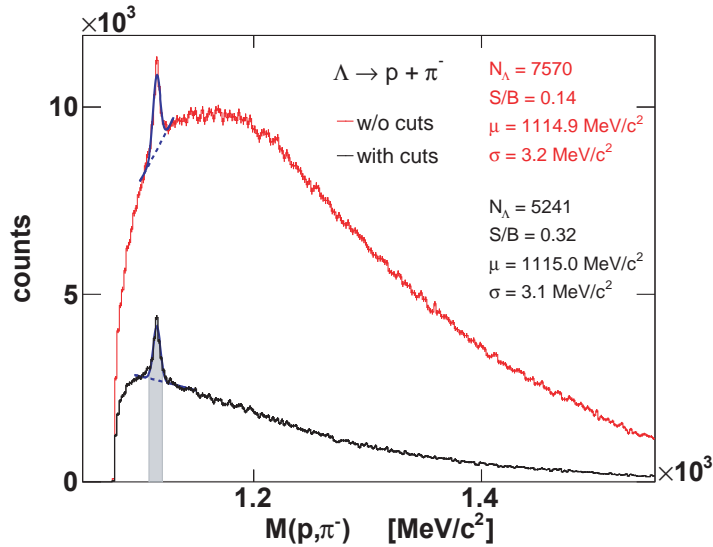 ×10³
Λ → p + π⁻
w/o cuts
with cuts
N_Λ = 7570
S/B = 0.14
μ = 1114.9 MeV/c²
σ = 3.2 MeV/c²
N_Λ = 5241
S/B = 0.32
μ = 1115.0 MeV/c²
σ = 3.1 MeV/c²
10
5
0
counts
1.2
1.4
×10³
M(p,π⁻) [MeV/c²]